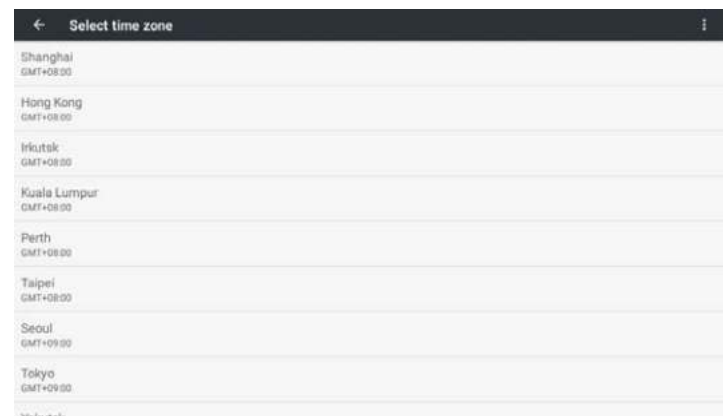 Select time zone
Shanghai
GMT+08:00
Hong Kong
GMT+08:00
Irkutsk
GMT+08:00
Kuala Lumpur
GMT+08:00
Perth
GMT+08:00
Taipei
GMT+08:00
Seoul
GMT+09:00
Tokyo
GMT+09:00